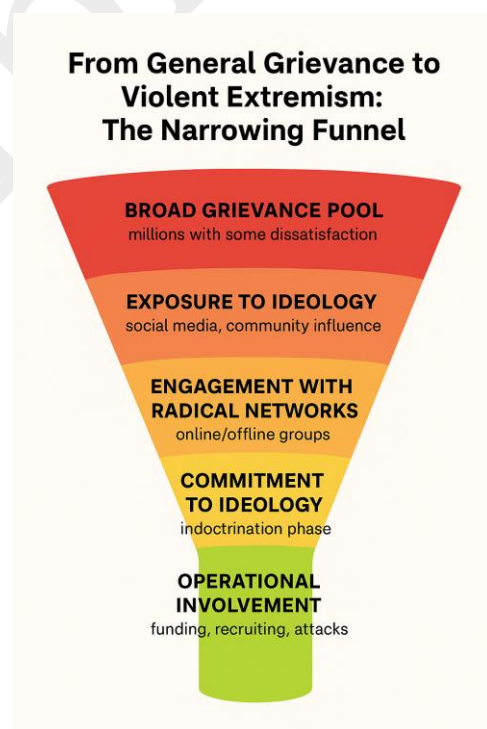 From General Grievance to
Violent Extremism:
The Narrowing Funnel
BROAD GRIEVANCE POOL
millions with some dissatisfaction
EXPOSURE TO IDEOLOGY
social media, community influence
ENGAGEMENT WITH
RADICAL NETWORKS
online/offline groups
COMMITMENT
TO IDEOLOGY
indoctrination phase
OPERATIONAL
INVOLVEMENT
funding, recruiting, attacks